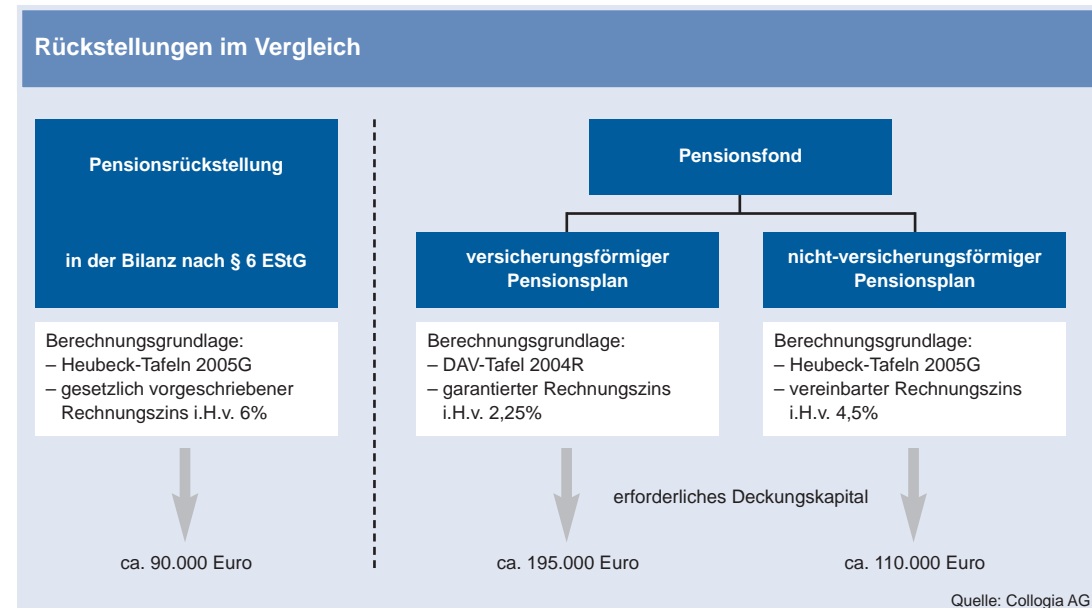 Rückstellungen im Vergleich
Pensionsrückstellung
in der Bilanz nach § 6 EStG
Berechnungsgrundlage:
– Heubeck-Tafeln 2005G
– gesetzlich vorgeschriebener
Rechnungszins i.H.v. 6%
ca. 90.000 Euro
Pensionsfond
versicherungsförmiger
Pensionsplan
Berechnungsgrundlage:
– DAV-Tafel 2004R
– garantierter Rechnungszins
i.H.v. 2,25%
nicht-versicherungsförmiger
Pensionsplan
Berechnungsgrundlage:
– Heubeck-Tafeln 2005G
– vereinbarter Rechnungszins
i.H.v. 4,5%
erforderliches Deckungskapital
ca. 195.000 Euro
ca. 110.000 Euro
Quelle: Collogia AG